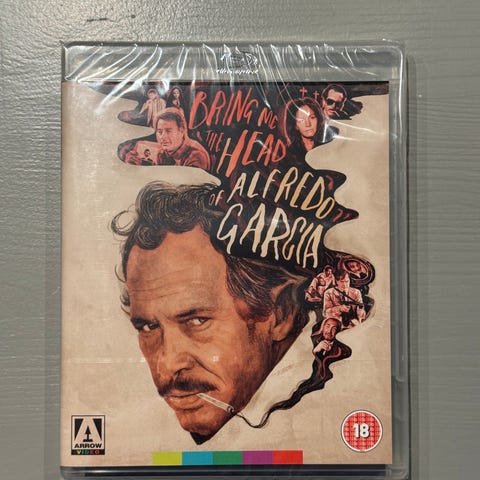 BRING ME
THE HEAD
OF ALFREDO
GARCIA
ARROW
VIDEO
18